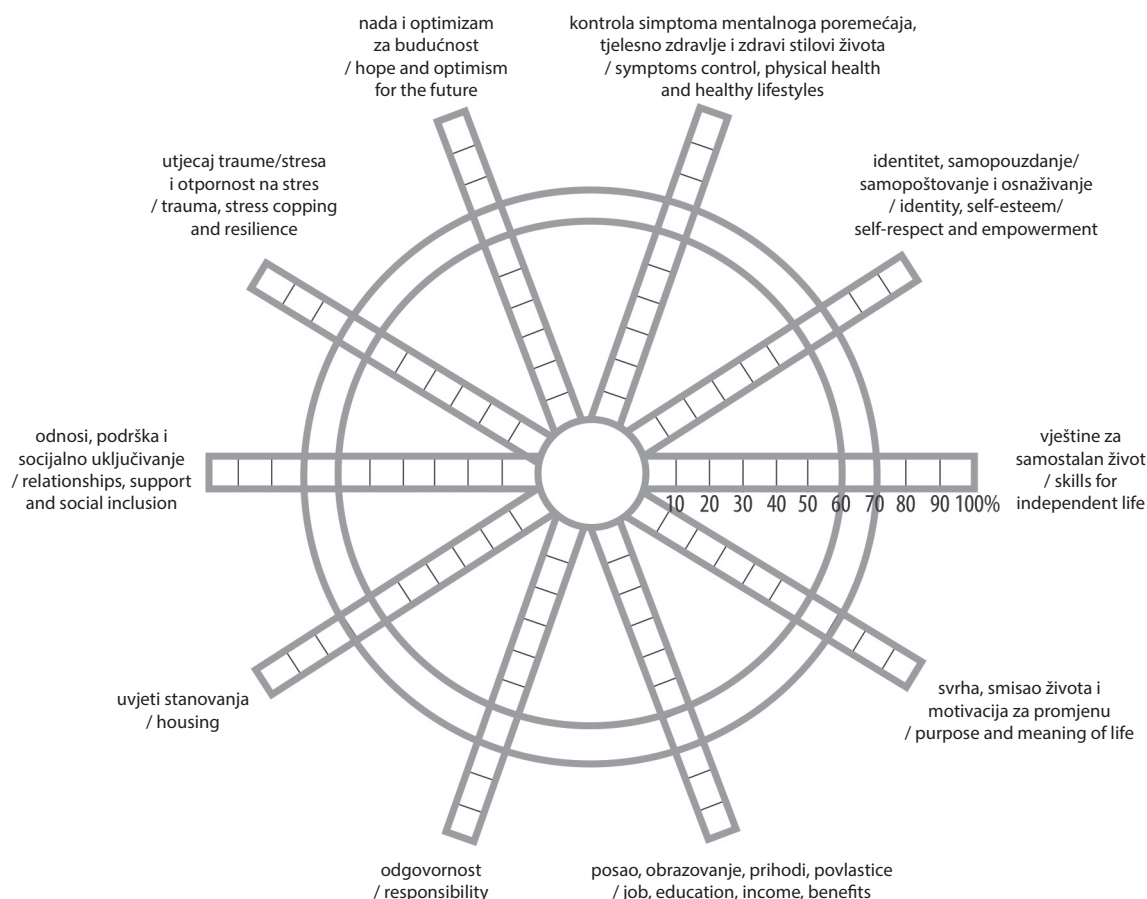 nada i optimizam
za budućnost
/ hope and optimism
for the future
kontrola simptoma mentalnoga poremećaja,
tjelesno zdravlje i zdravi stilovi života
/ symptoms control, physical health
and healthy lifestyles
utjecaj traume/stresa
i otpornost na stres
/ trauma, stress copping
and resilience
identitet, samopouzdanje/
samopoštovanje i osnaživanje
/ identity, self-esteem/
self-respect and empowerment
odnosi, podrška i
socijalno uključivanje
/ relationships, support
and social inclusion
vještine za
samostalan život
/ skills for
independent life
10 20 30 40 50 60 70 80 90 100%
uvjeti stanovanja
/ housing
svrha, smisao života i
motivacija za promjenu
/ purpose and meaning of life
odgovornost
/ responsibility
posao, obrazovanje, prihodi, povlastice
/ job, education, income, benefits